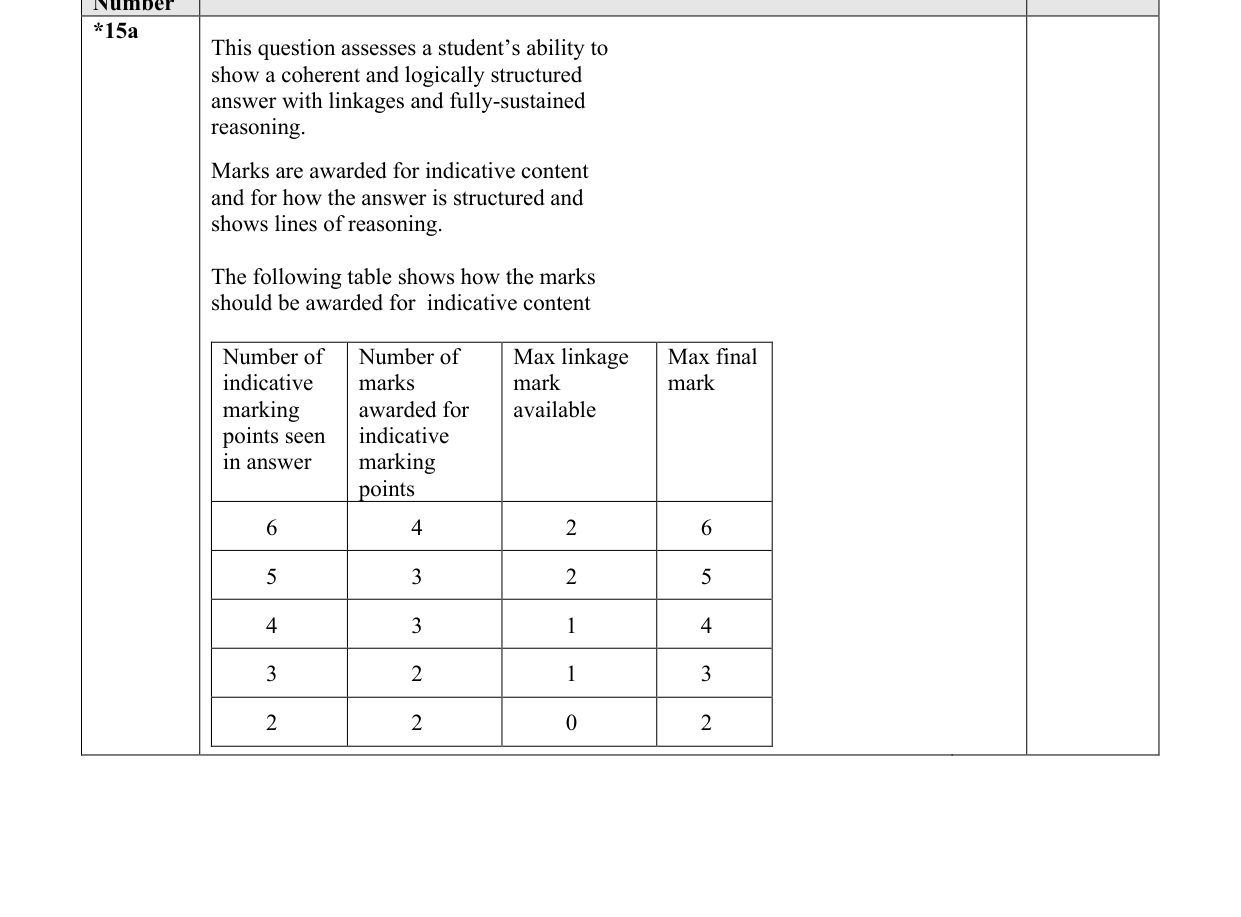 Number
*15a
This question assesses a student’s ability to
show a coherent and logically structured
answer with linkages and fully-sustained
reasoning.
Marks are awarded for indicative content
and for how the answer is structured and
shows lines of reasoning.
The following table shows how the marks
should be awarded for  indicative content
Number of
indicative
marking
points seen
in answer
Number of
marks
awarded for
indicative
marking
points
Max linkage
mark
available
Max final
mark
6 4 2 6
5 3 2 5
4 3 1 4
3 2 1 3
2 2 0 2